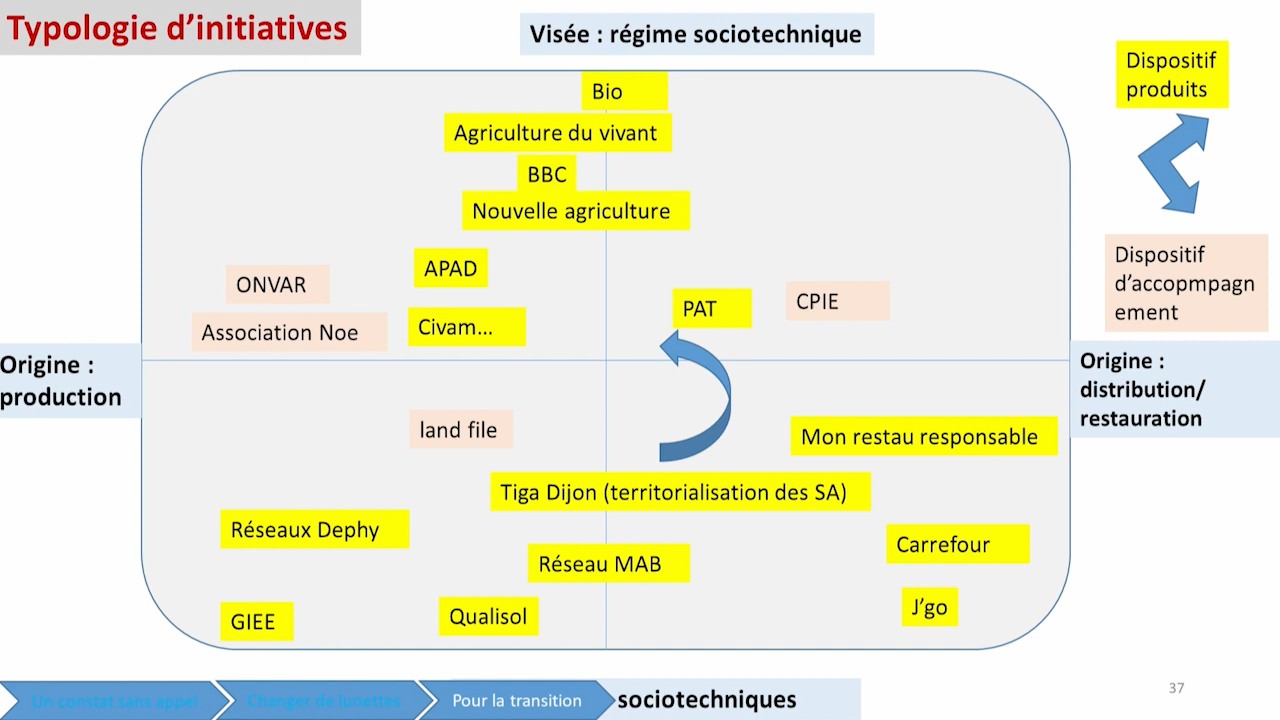 Typologie d’initiatives
Visée : régime sociotechnique
Dispositif
produits
Bio
Agriculture du vivant
BBC
Nouvelle agriculture
APAD
ONVAR
Dispositif
d’accopmpagn
ement
PAT
CPIE
Association Noe
Civam...
Origine :
production
Origine :
distribution/
restauration
land file
Mon restau responsable
Tiga Dijon (territorialisation des SA)
Réseaux Dephy
Carrefour
Réseau MAB
J’go
GIEE
Qualisol
Un constat sans appel
Changer de lunettes
Pour la transition
sociotechniques
37